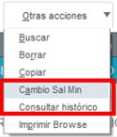 Otras acciones
Buscar
Borrar
Copiar
Cambio Sal Min
Consultar histórico
Imprimir Browse